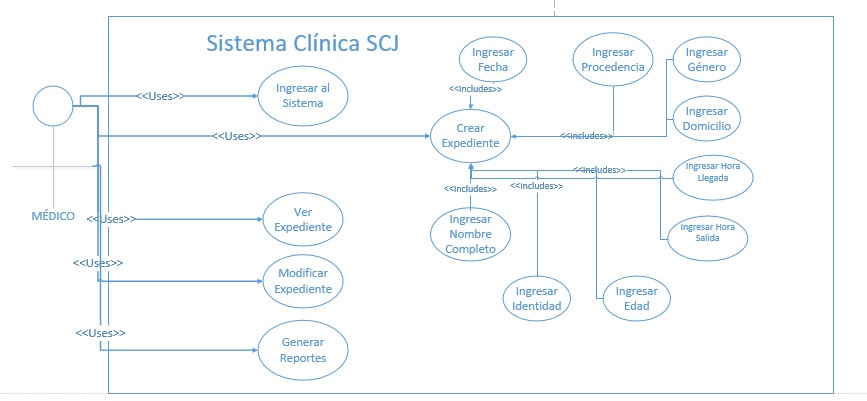 Sistema Clínica SCJ
Ingresar
Fecha
Ingresar
Procedencia
Ingresar
Género
<<Uses>>
Ingresar al
Sistema
<<Includes>>
Ingresar
Domicilio
<<Uses>>
Crear
Expediente
<<Includes>>
MÉDICO
<<Includes>>
<<Includes>>
<<Includes>>
Ingresar Hora
Llegada
<<Uses>>
Ver
Expediente
Ingresar
Nombre
Completo
Ingresar Hora
Salida
<<Uses>>
Modificar
Expediente
Ingresar
Identidad
Ingresar
Edad
<<Uses>>
Generar
Reportes